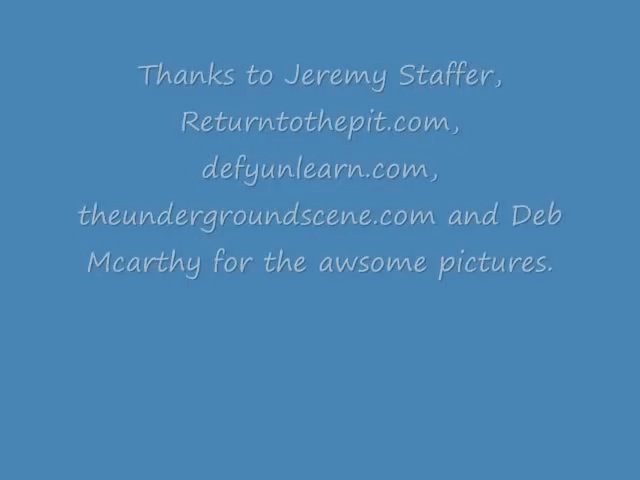 Thanks to Jeremy Staffer,
Returntothepit.com,
defyunlearn.com,
theundergroundscene.com and Deb
Mcarthy for the awsome pictures.